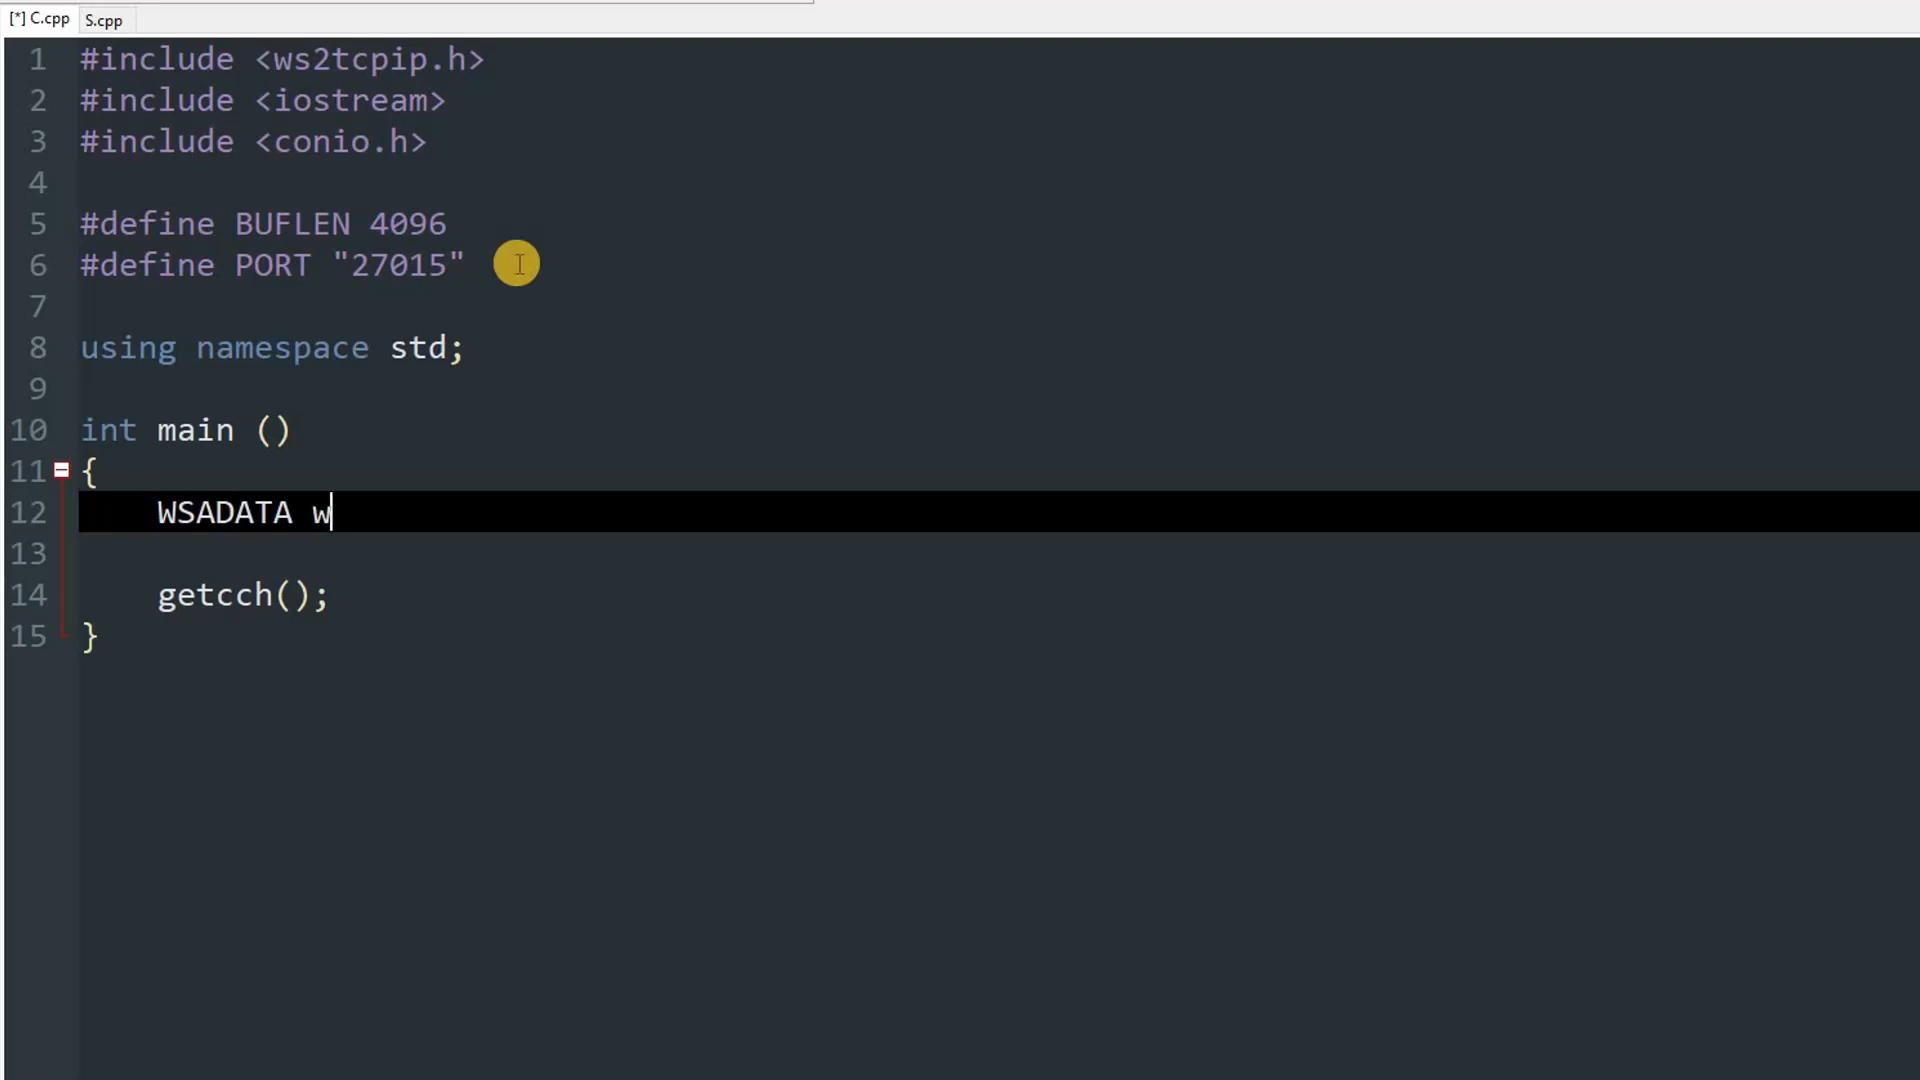 [*] C.cpp S.cpp
1 #include <ws2tcpip.h>
2 #include <iostream>
3 #include <conio.h>
4
5 #define BUFLEN 4096
6 #define PORT "27015"
7
8 using namespace std;
9
10 int main ()
11 {
12 WSADATA w
13
14 getcch();
15 }